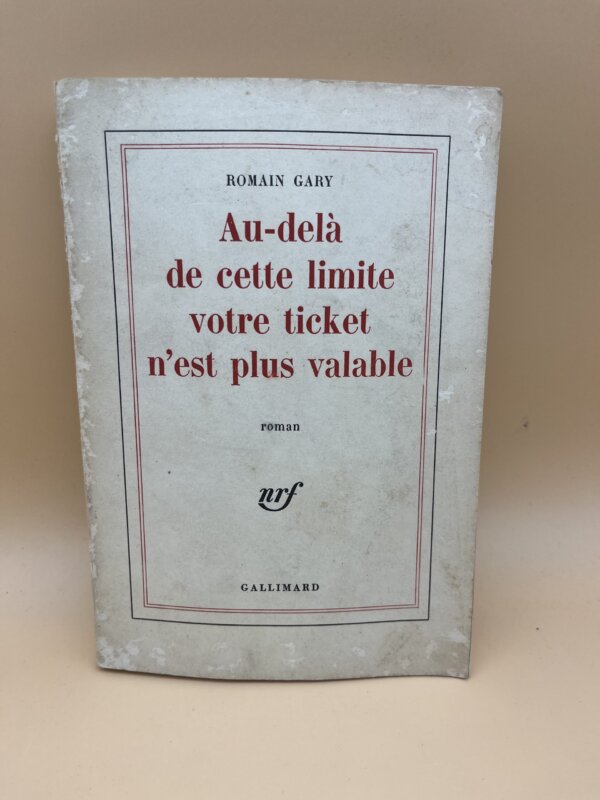 ROMAIN GARY
Au-delà
de cette limite
votre ticket
n'est plus valable
roman
nrf
GALLIMARD